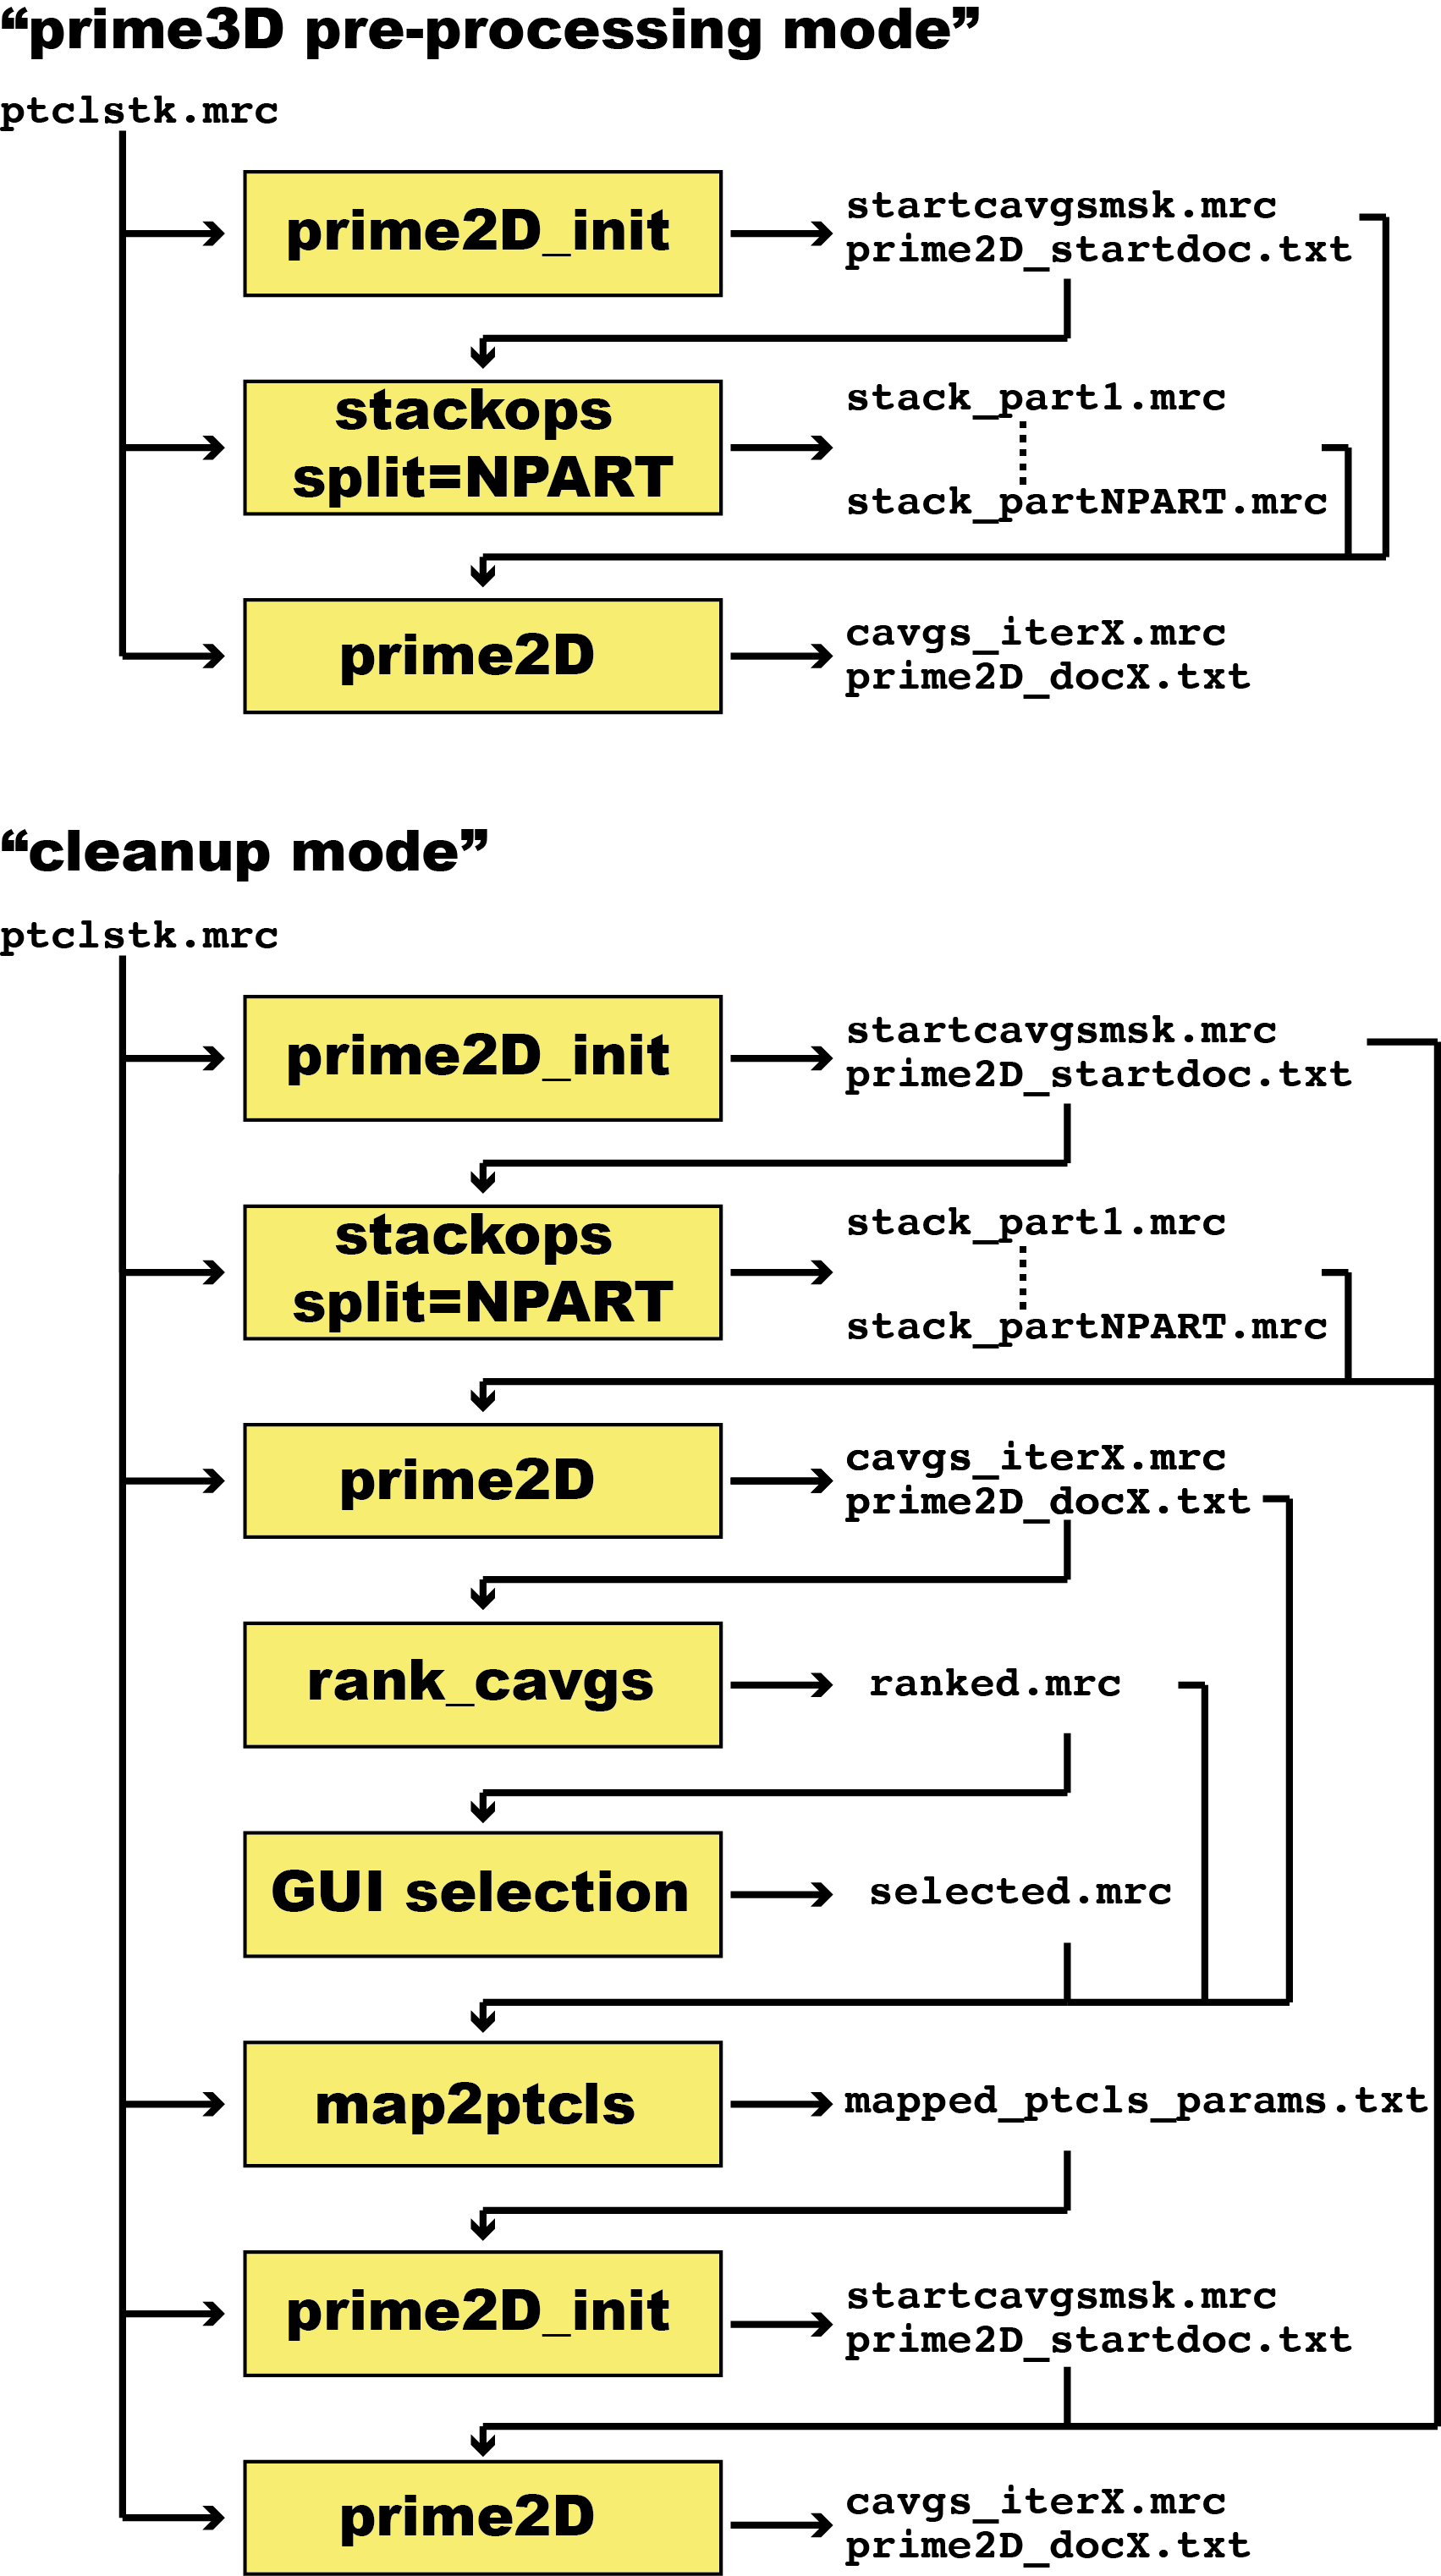 “prime3D pre-processing mode”
ptclstk.mrc
prime2D_init
startcavgsmsk.mrc
prime2D_startdoc.txt
stackops
split=NPART
stack_part1.mrc
stack_partNPART.mrc
prime2D
cavgs_iterX.mrc
prime2D_docX.txt
“cleanup mode”
ptclstk.mrc
prime2D_init
startcavgsmsk.mrc
prime2D_startdoc.txt
stackops
split=NPART
stack_part1.mrc
stack_partNPART.mrc
prime2D
cavgs_iterX.mrc
prime2D_docX.txt
rank_cavgs
ranked.mrc
GUI selection
selected.mrc
map2ptcls
mapped_ptcls_params.txt
prime2D_init
startcavgsmsk.mrc
prime2D_startdoc.txt
prime2D
cavgs_iterX.mrc
prime2D_docX.txt